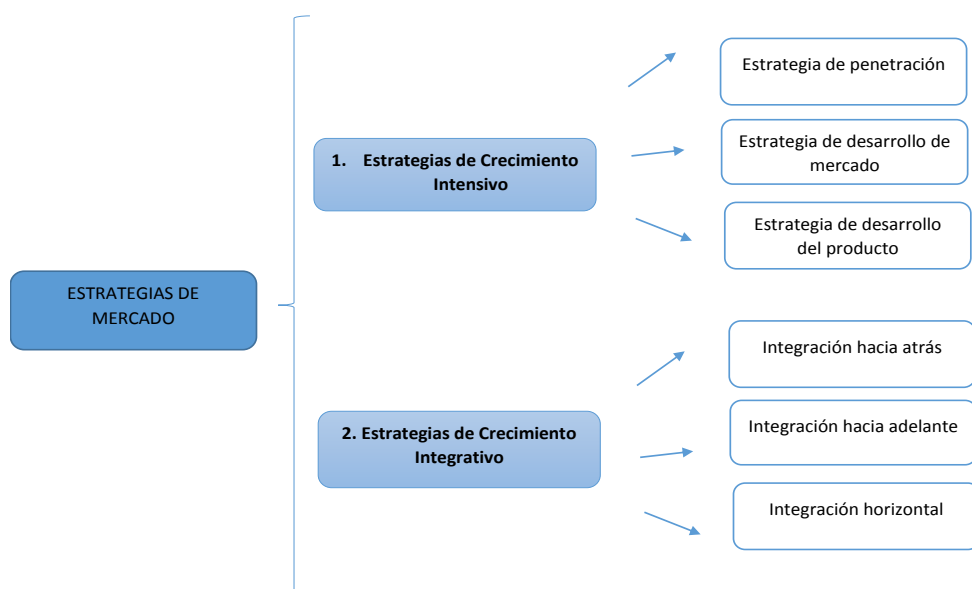 ESTRATEGIAS DE
MERCADO
1. Estrategias de Crecimiento
Intensivo
Estrategia de penetración
Estrategia de desarrollo de
mercado
Estrategia de desarrollo
del producto
2. Estrategias de Crecimiento
Integrativo
Integración hacia atrás
Integración hacia adelante
Integración horizontal